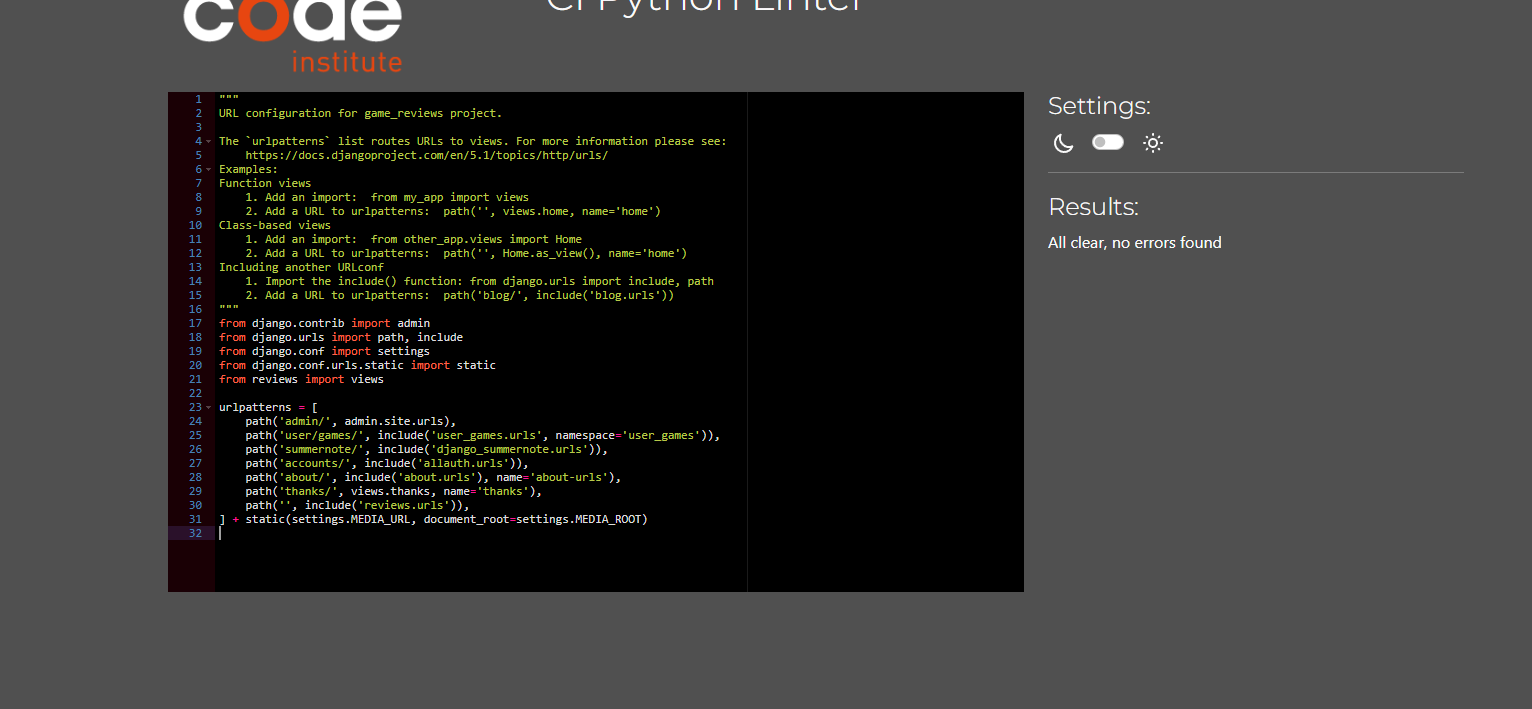 code
institute
CI Python Linter
1 """
2 URL configuration for game_reviews project.
3
4 The `urlpatterns` list routes URLs to views. For more information please see:
5     https://docs.djangoproject.com/en/5.1/topics/http/urls/
6 Examples:
7 Function views
8     1. Add an import:  from my_app import views
9     2. Add a URL to urlpatterns:  path('', views.home, name='home')
10 Class-based views
11     1. Add an import:  from other_app.views import Home
12     2. Add a URL to urlpatterns:  path('', Home.as_view(), name='home')
13 Including another URLconf
14     1. Import the include() function: from django.urls import include, path
15     2. Add a URL to urlpatterns:  path('blog/', include('blog.urls'))
16 """
17 from django.contrib import admin
18 from django.urls import path, include
19 from django.conf import settings
20 from django.conf.urls.static import static
21 from reviews import views
22
23 urlpatterns = [
24     path('admin/', admin.site.urls),
25     path('user/games/', include('user_games.urls', namespace='user_games')),
26     path('summernote/', include('django_summernote.urls')),
27     path('accounts/', include('allauth.urls')),
28     path('about/', include('about.urls'), name='about-urls'),
29     path('thanks/', views.thanks, name='thanks'),
30     path('', include('reviews.urls')),
31 ] + static(settings.MEDIA_URL, document_root=settings.MEDIA_ROOT)
32
Settings:
Results:
All clear, no errors found